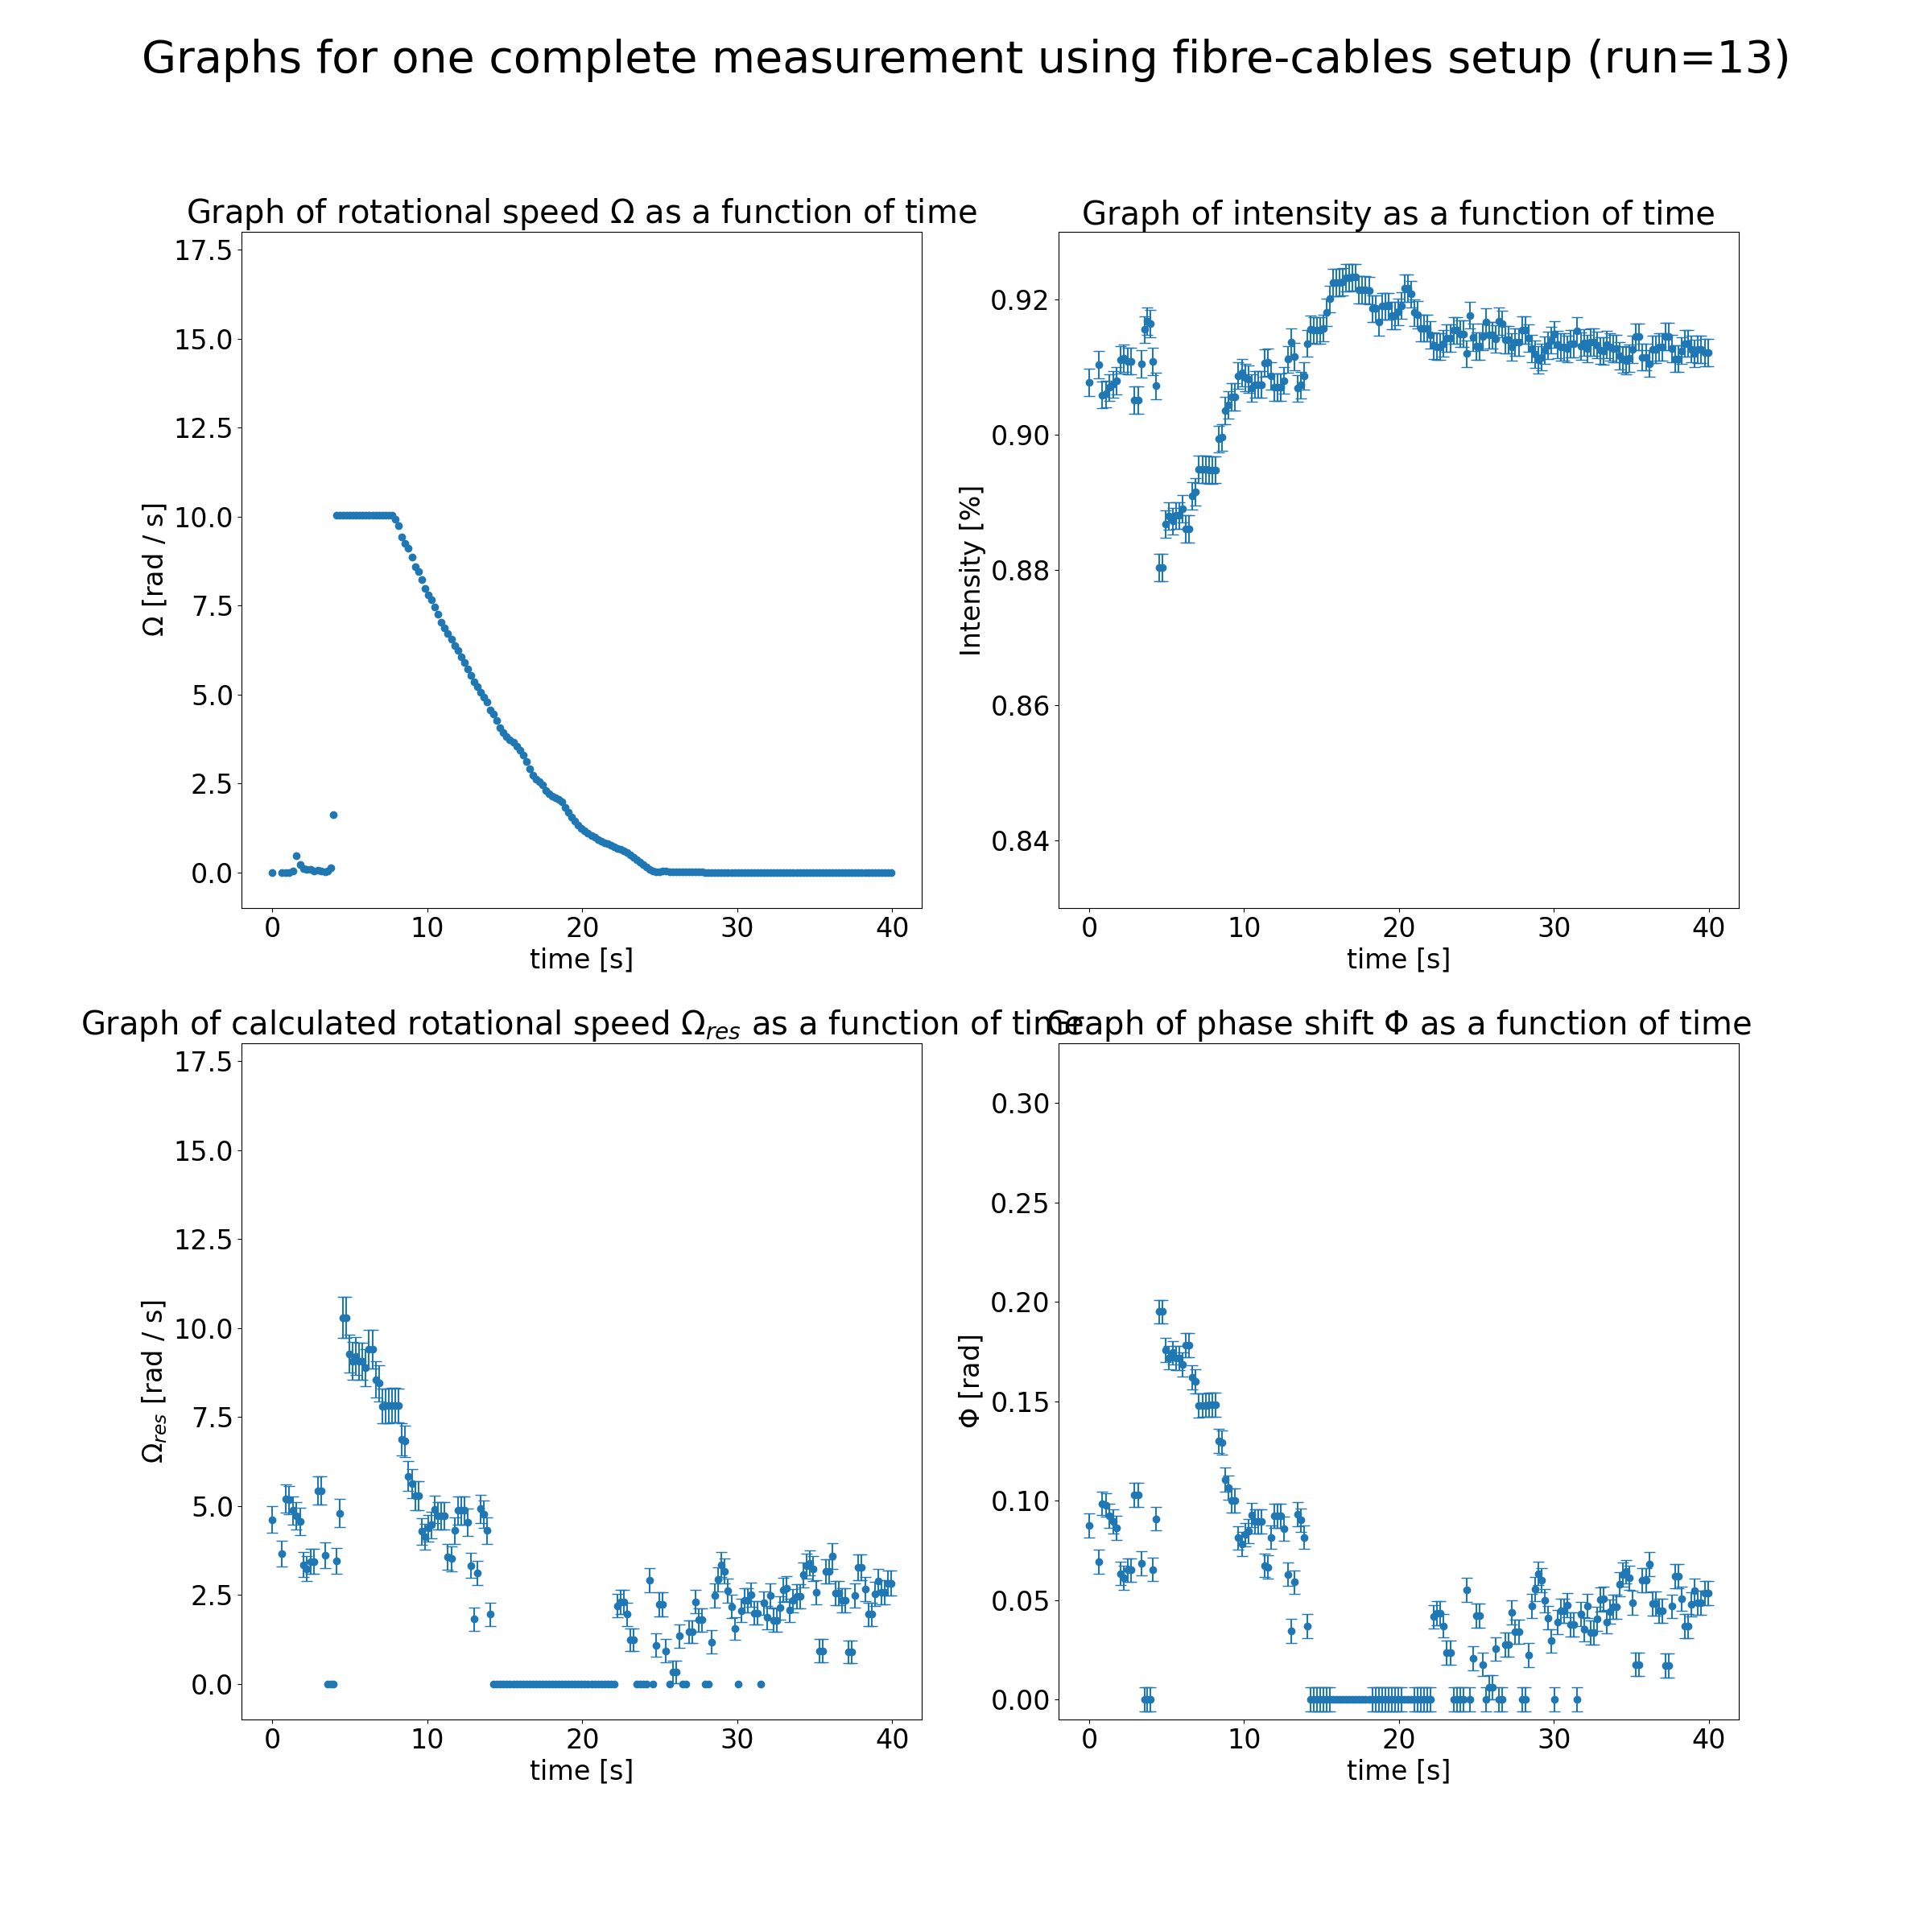 Graphs for one complete measurement using fibre-cables setup (run=13)
Graph of rotational speed Ω as a function of time
17.5
15.0
12.5
10.0
7.5
5.0
2.5
0.0
Ω [rad / s]
0 10 20 30 40
time [s]
Graph of intensity as a function of time
0.92
0.90
0.88
0.86
0.84
Intensity [%]
0 10 20 30 40
time [s]
Graph of calculated rotational speed Ωres as a function of time
17.5
15.0
12.5
10.0
7.5
5.0
2.5
0.0
Ωres [rad / s]
0 10 20 30 40
time [s]
Graph of phase shift Φ as a function of time
0.30
0.25
0.20
0.15
0.10
0.05
0.00
Φ [rad]
0 10 20 30 40
time [s]